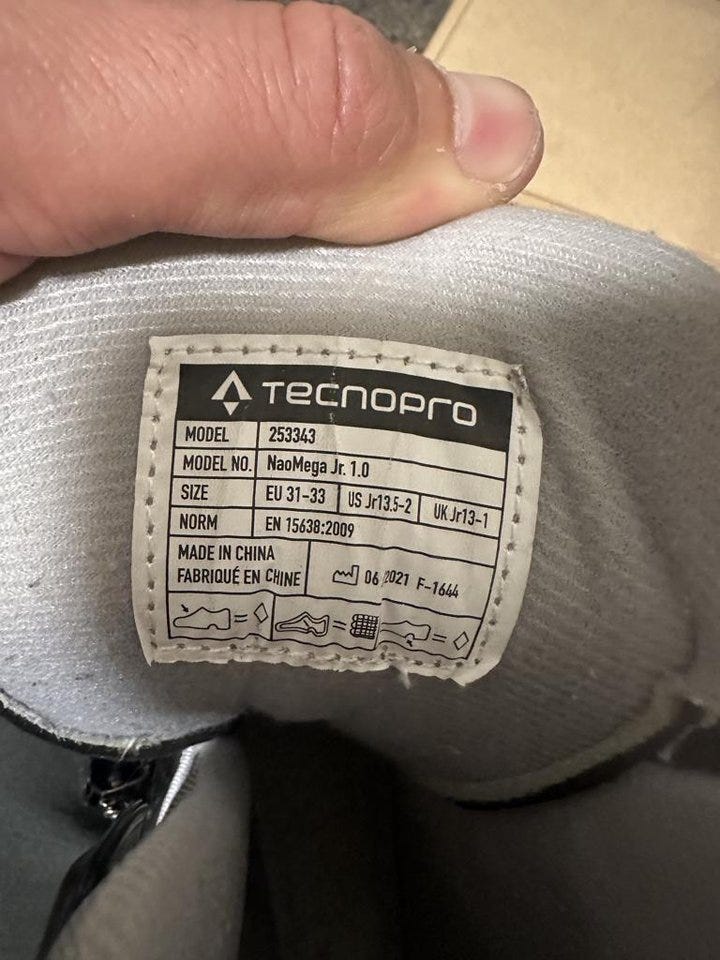 TECNOPRO
MODEL 253343
MODEL NO. NaoMega Jr. 1.0
SIZE EU 31-33 US Jr13.5-2 UK Jr13-1
NORM EN 15638:2009
MADE IN CHINA
FABRIQUÉ EN CHINE 06 2021 F-1644
= = =